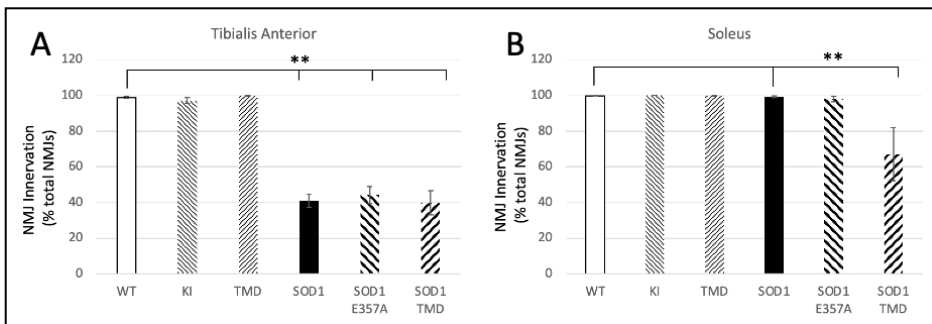 A
Tibialis Anterior
NMJ Innervation
(% total NMJs)
120
**
100
80
60
40
20
0
WT
KI
TMD
SOD1
SOD1
E357A
SOD1
TMD
B
Soleus
NMJ Innervation
(% total NMJs)
120
**
100
80
60
40
20
0
WT
KI
TMD
SOD1
SOD1
E357A
SOD1
TMD